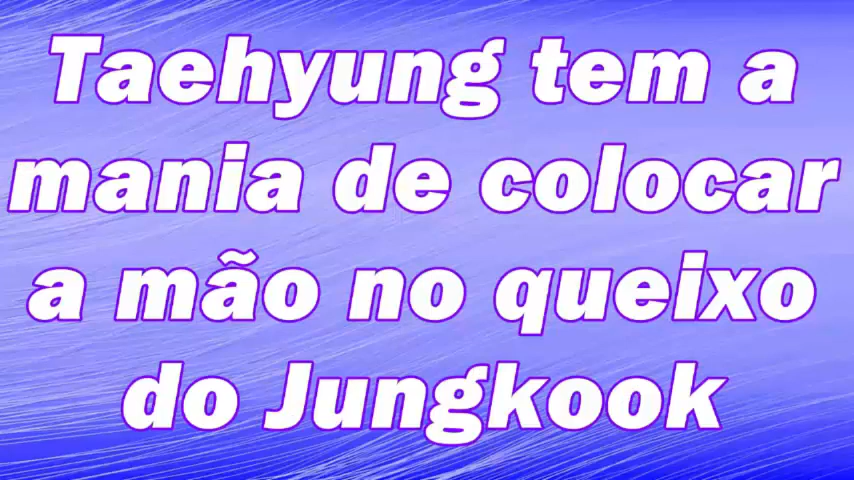 Taehyung tem a
mania de colocar
a mão no queixo
do Jungkook